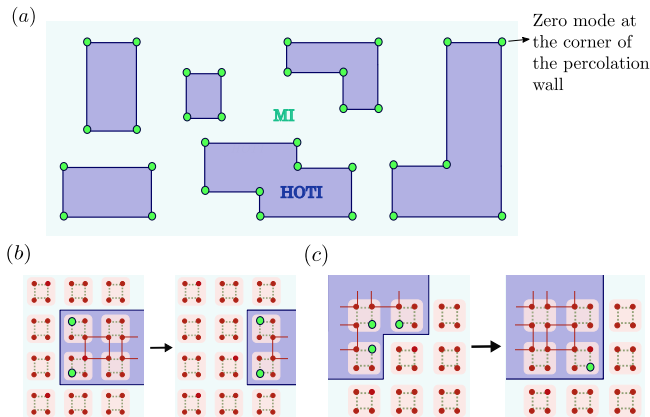 (a)
Zero mode at
the corner of
the percolation
wall
MI
HOTI
(b)
(c)